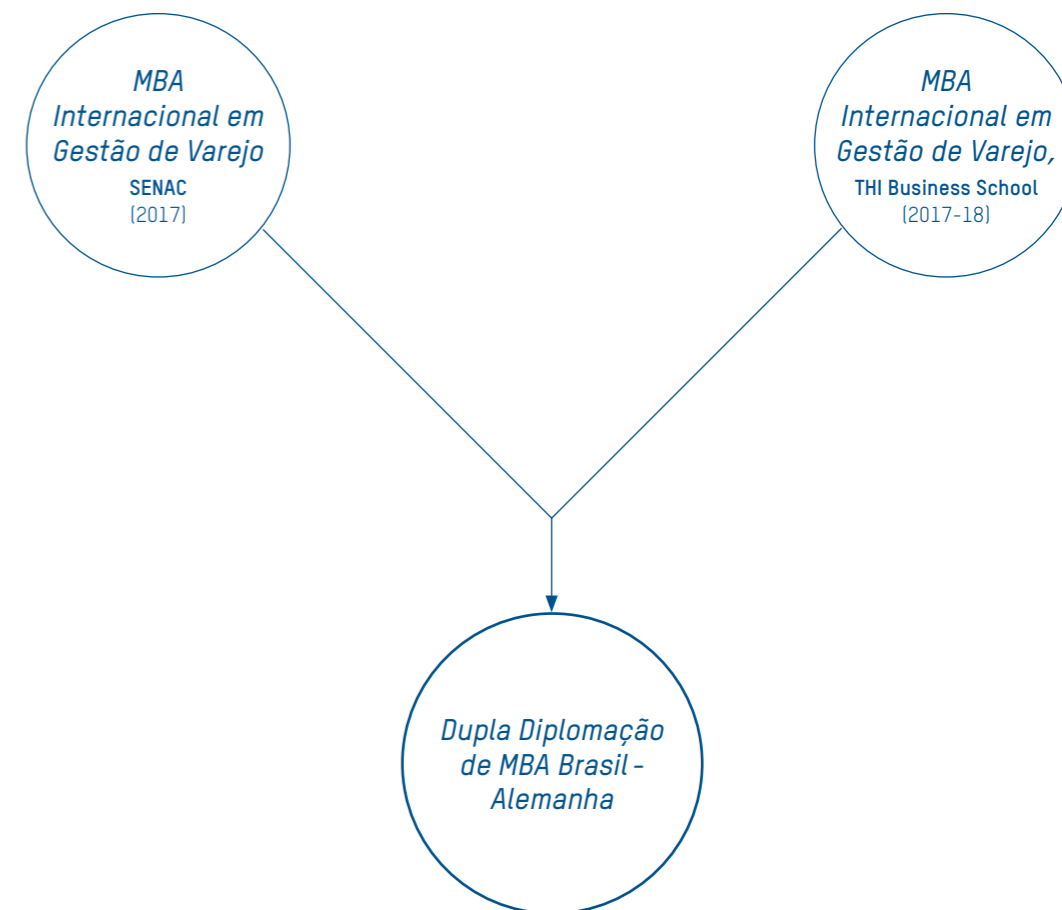 MBA
Internacional em
Gestão de Varejo
SENAC
(2017)
MBA
Internacional em
Gestão de Varejo,
THI Business School
(2017-18)
Dupla Diplomação
de MBA Brasil -
Alemanha